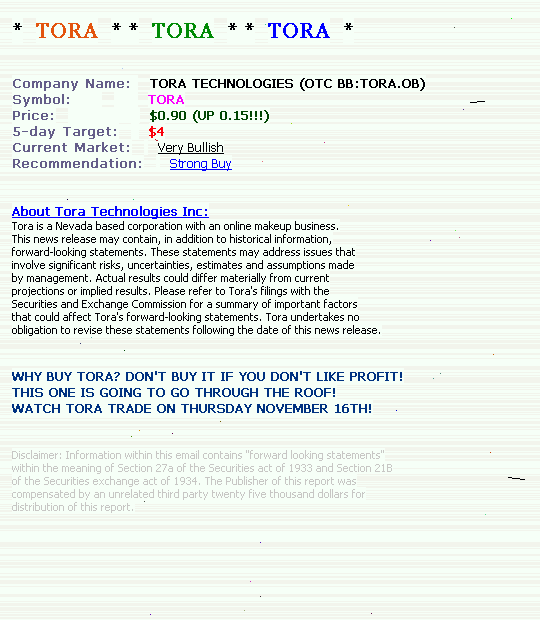 * TORA * * TORA * * TORA *
Company Name: TORA TECHNOLOGIES (OTC BB:TORA.OB)
Symbol: TORA
Price: $0.90 (UP 0.15!!!)
5-day Target: $4
Current Market: Very Bullish
Recommendation: Strong Buy
About Tora Technologies Inc:
Tora is a Nevada based corporation with an online makeup business.
This news release may contain, in addition to historical information,
forward-looking statements. These statements may address issues that
involve significant risks, uncertainties, estimates and assumptions made
by management. Actual results could differ materially from current
projections or implied results. Please refer to Tora's filings with the
Securities and Exchange Commission for a summary of important factors
that could affect Tora's forward-looking statements. Tora undertakes no
obligation to revise these statements following the date of this news release.
WHY BUY TORA? DON'T BUY IT IF YOU DON'T LIKE PROFIT!
THIS ONE IS GOING TO GO THROUGH THE ROOF!
WATCH TORA TRADE ON THURSDAY NOVEMBER 16TH!
Disclaimer: Information within this email contains "forward looking statements"
within the meaning of Section 27a of the Securities act of 1933 and Section 21B
of the Securities exchange act of 1934. The Publisher of this report was
compensated by an unrelated third party twenty five thousand dollars for
distribution of this report.